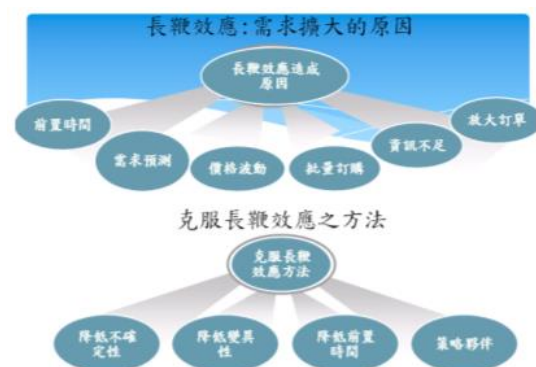 長鞭效應:需求擴大的原因
長鞭效應造成
原因
前置時間
需求預測
價格波動
批量訂購
資訊不足
放大訂單
克服長鞭效應之方法
克服長鞭
效應方法
降低不確
定性
降低變異
性
降低前置
時間
策略夥伴